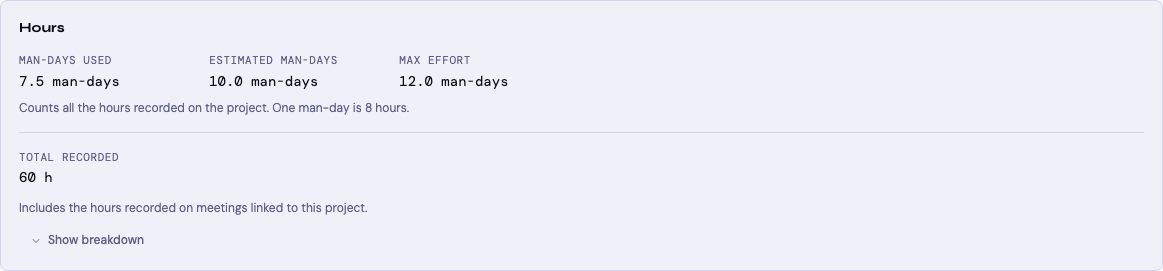 Hours
MAN-DAYS USED ESTIMATED MAN-DAYS MAX EFFORT
7.5 man-days 10.0 man-days 12.0 man-days
Counts all the hours recorded on the project. One man-day is 8 hours.
TOTAL RECORDED
60 h
Includes the hours recorded on meetings linked to this project.
Show breakdown